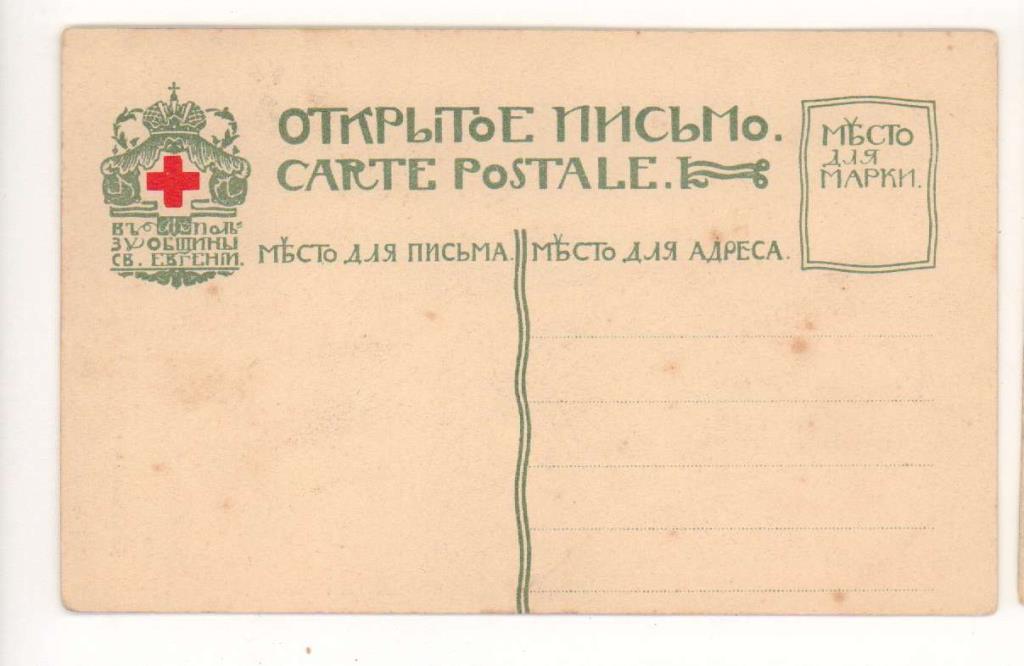 ОТКРЫТОЕ ПИСЬМО.
CARTE POSTALE.
МѢСТО
ДЛЯ
МАРКИ.
ВЪ ПОЛЬ
ЗУ ОБЩИНЫ
СВ. ЕВГЕНІИ.
МѢСТО ДЛЯ ПИСЬМА.
МѢСТО ДЛЯ АДРЕСА.